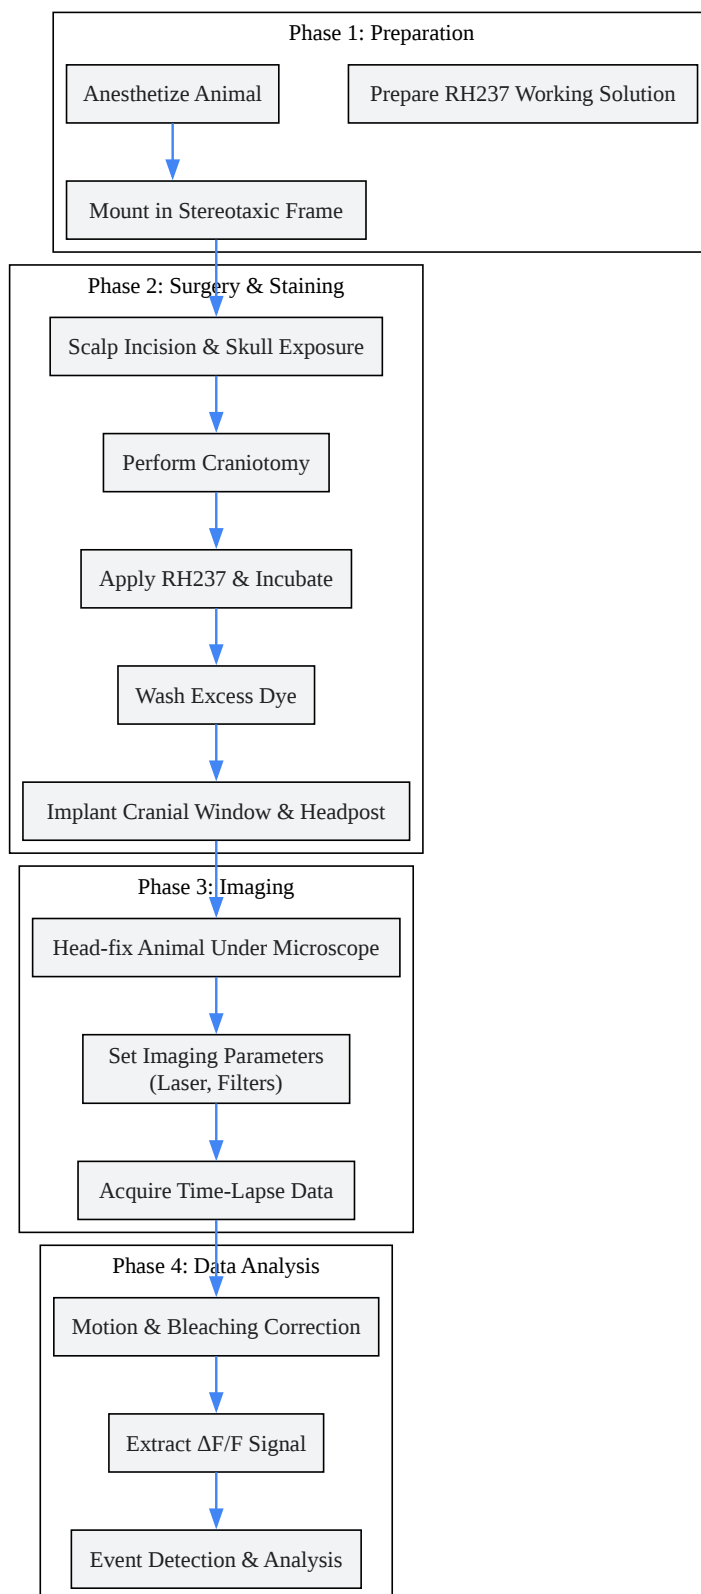 Phase 1: Preparation
Anesthetize Animal
Prepare RH237 Working Solution
Mount in Stereotaxic Frame
Phase 2: Surgery & Staining
Scalp Incision & Skull Exposure
Perform Craniotomy
Apply RH237 & Incubate
Wash Excess Dye
Implant Cranial Window & Headpost
Phase 3: Imaging
Head-fix Animal Under Microscope
Set Imaging Parameters
(Laser, Filters)
Acquire Time-Lapse Data
Phase 4: Data Analysis
Motion & Bleaching Correction
Extract ΔF/F Signal
Event Detection & Analysis